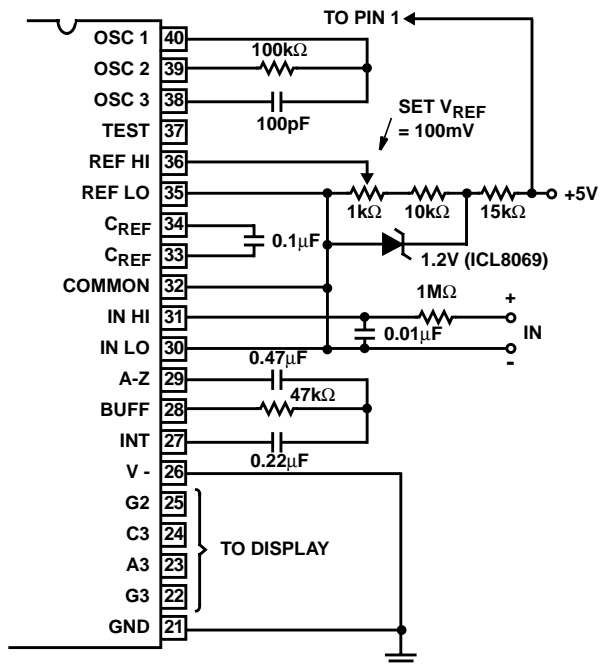 TO PIN 1
OSC 1 40
100kΩ
OSC 2 39
OSC 3 38
100pF
SET VREF
= 100mV
TEST 37
REF HI 36
REF LO 35
1kΩ 10kΩ 15kΩ
+5V
CREF 34
0.1µF
CREF 33
1.2V (ICL8069)
COMMON 32
1MΩ
+
IN HI 31
0.01µF
IN
IN LO 30
-
0.47µF
A-Z 29
47kΩ
BUFF 28
INT 27
0.22µF
V - 26
G2 25
C3 24
TO DISPLAY
A3 23
G3 22
GND 21